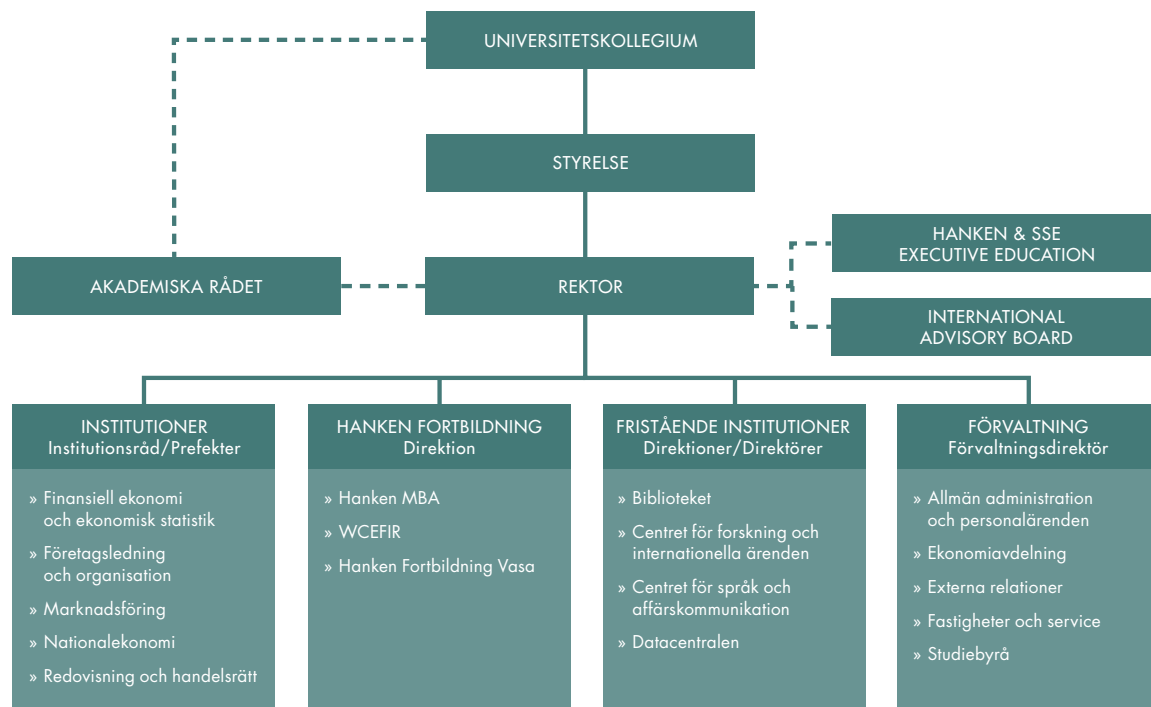 UNIVERSITETSKOLLEGIUM
STYRELSE
HANKEN & SSE
EXECUTIVE EDUCATION
AKADEMISKA RÅDET
REKTOR
INTERNATIONAL
ADVISORY BOARD
INSTITUTIONER
Institutionsråd/Prefekter
» Finansiell ekonomi
och ekonomisk statistik
» Företagsledning
och organisation
» Marknadsföring
» Nationalekonomi
» Redovisning och handelsrätt
HANKEN FORTBILDNING
Direktion
» Hanken MBA
» WCEFIR
» Hanken Fortbildning Vasa
FRISTÅENDE INSTITUTIONER
Direktioner/Direktörer
» Biblioteket
» Centret för forskning och
internationella ärenden
» Centret för språk och
affärskommunikation
» Datacentralen
FÖRVALTNING
Förvaltningsdirektör
» Allmän administration
och personalärenden
» Ekonomiavdelning
» Externa relationer
» Fastigheter och service
» Studiebyrå